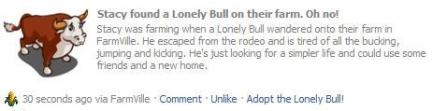 Stacy found a Lonely Bull on their farm. Oh no!
Stacy was farming when a Lonely Bull wandered onto their farm in
FarmVille. He escaped from the rodeo and is tired of all the bucking,
jumping and kicking. He's just looking for a simpler life and could use some
friends and a new home.
30 seconds ago via FarmVille · Comment · Unlike · Adopt the Lonely Bull!